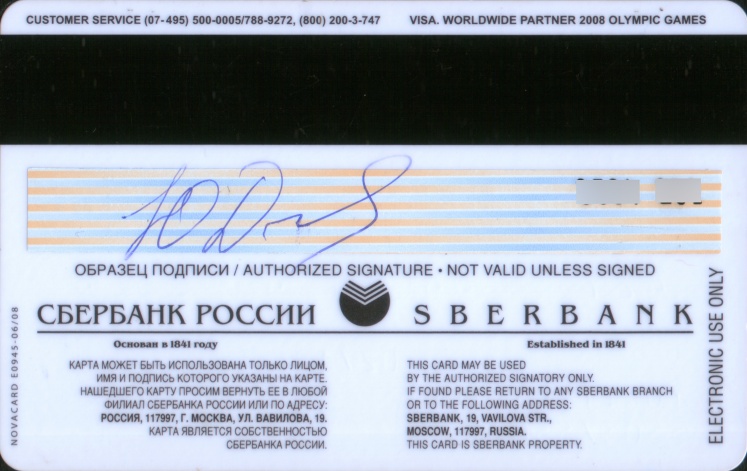 CUSTOMER SERVICE (07-495) 500-0005/788-9272, (800) 200-3-747 VISA. WORLDWIDE PARTNER 2008 OLYMPIC GAMES
ОБРАЗЕЦ ПОДПИСИ / AUTHORIZED SIGNATURE • NOT VALID UNLESS SIGNED
СБЕРБАНК РОССИИ SBERBANK
Основан в 1841 году
Established in 1841
КАРТА МОЖЕТ БЫТЬ ИСПОЛЬЗОВАНА ТОЛЬКО ЛИЦОМ,
ИМЯ И ПОДПИСЬ КОТОРОГО УКАЗАНЫ НА КАРТЕ.
НАШЕДШЕГО КАРТУ ПРОСИМ ВЕРНУТЬ ЕЕ В ЛЮБОЙ
ФИЛИАЛ СБЕРБАНКА РОССИИ ИЛИ ПО АДРЕСУ:
РОССИЯ, 117997, Г. МОСКВА, УЛ. ВАВИЛОВА, 19.
КАРТА ЯВЛЯЕТСЯ СОБСТВЕННОСТЬЮ
СБЕРБАНКА РОССИИ.
THIS CARD MAY BE USED
BY THE AUTHORIZED SIGNATORY ONLY.
IF FOUND PLEASE RETURN TO ANY SBERBANK BRANCH
OR TO THE FOLLOWING ADDRESS:
SBERBANK, 19, VAVILOVA STR.,
MOSCOW, 117997, RUSSIA.
THIS CARD IS SBERBANK PROPERTY.
ELECTRONIC USE ONLY
NOVACARD E0945-06/08